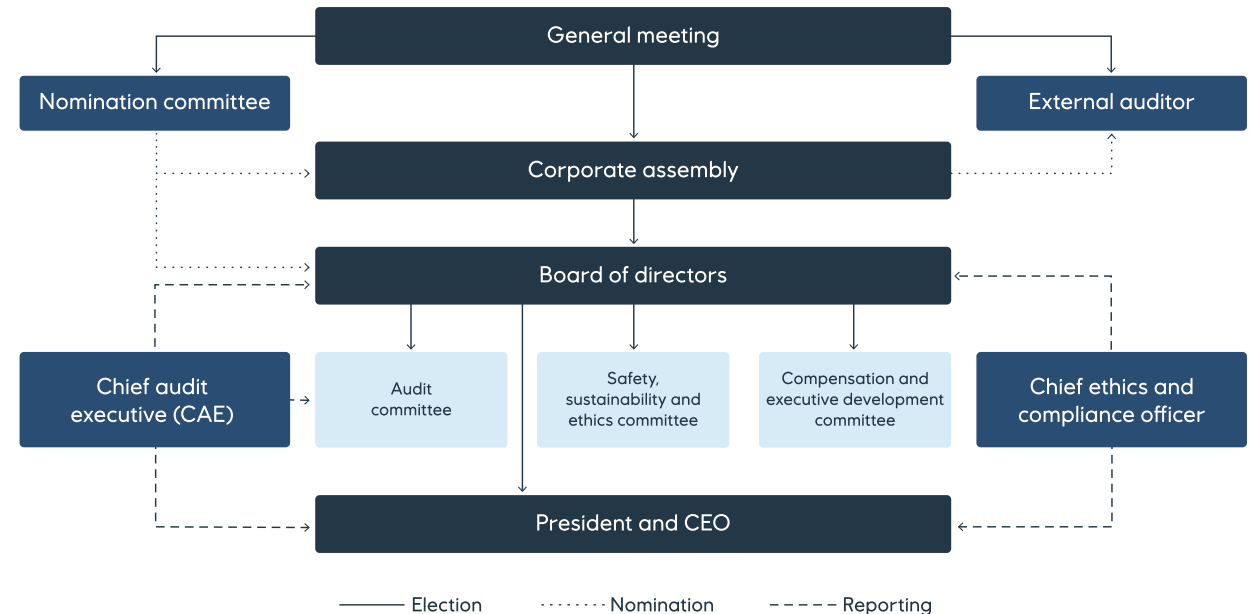 General meeting
Nomination committee
External auditor
Corporate assembly
Board of directors
Chief audit
executive (CAE)
Audit
committee
Safety,
sustainability and
ethics committee
Compensation and
executive development
committee
Chief ethics and
compliance officer
President and CEO
Election
Nomination
Reporting